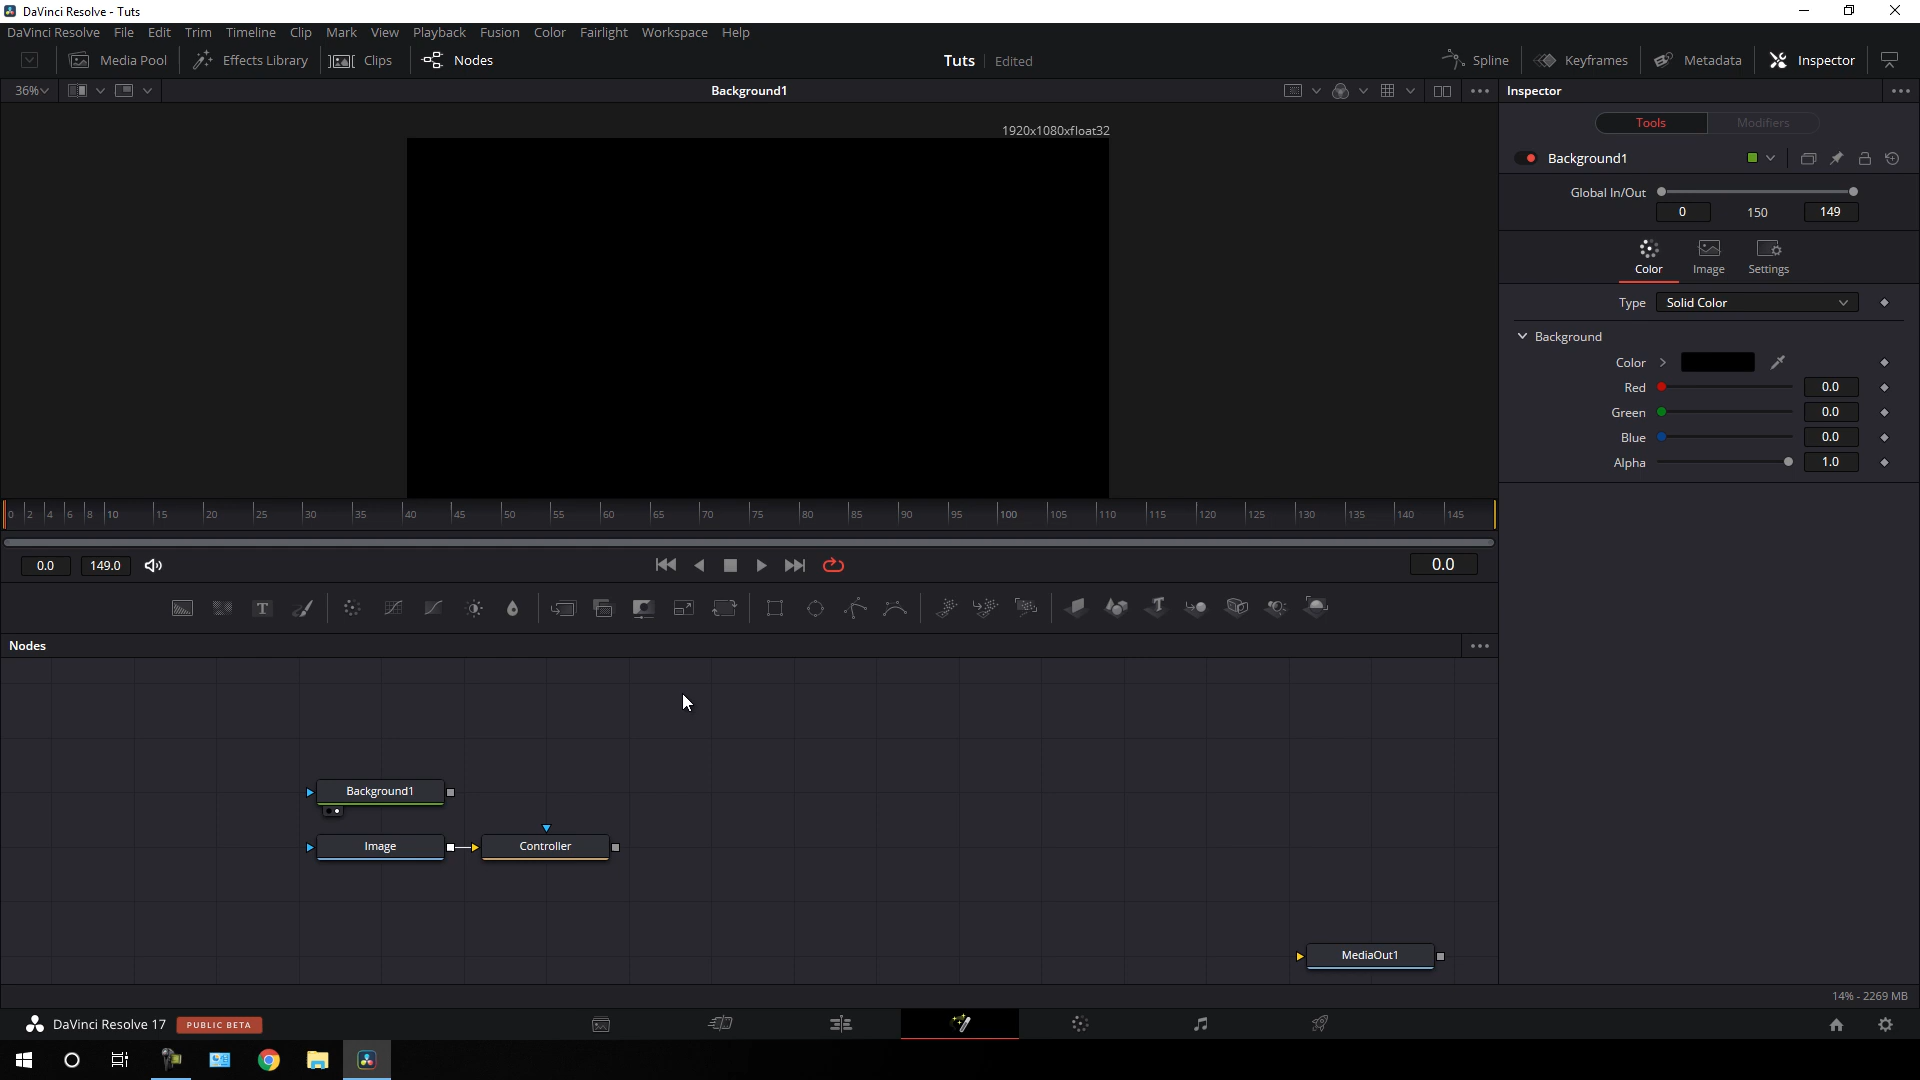 DaVinci Resolve - Tuts
DaVinci Resolve File Edit Trim Timeline Clip Mark View Playback Fusion Color Fairlight Workspace Help
Media Pool Effects Library Clips Nodes Tuts Edited Spline Keyframes Metadata Inspector
36% Background1 Inspector
1920x1080xfloat32
Tools Modifiers
Background1
Global In/Out
0 150 149
Color Image Settings
Type Solid Color
Background
Color
Red 0.0
Green 0.0
Blue 0.0
Alpha 1.0
0 2 4 6 8 10 15 20 25 30 35 40 45 50 55 60 65 70 75 80 85 90 95 100 105 110 115 120 125 130 135 140 145
0.0 149.0 0.0
T T
Nodes
Background1
Image Controller
MediaOut1
14% - 2269 MB
DaVinci Resolve 17 PUBLIC BETA